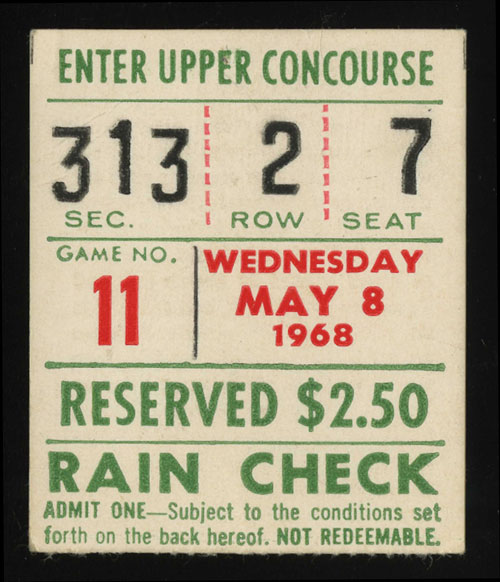 ENTER UPPER CONCOURSE
313 2 7
SEC. ROW SEAT
GAME NO.
11
WEDNESDAY
MAY 8
1968
RESERVED $2.50
RAIN CHECK
ADMIT ONE—Subject to the conditions set
forth on the back hereof. NOT REDEEMABLE.